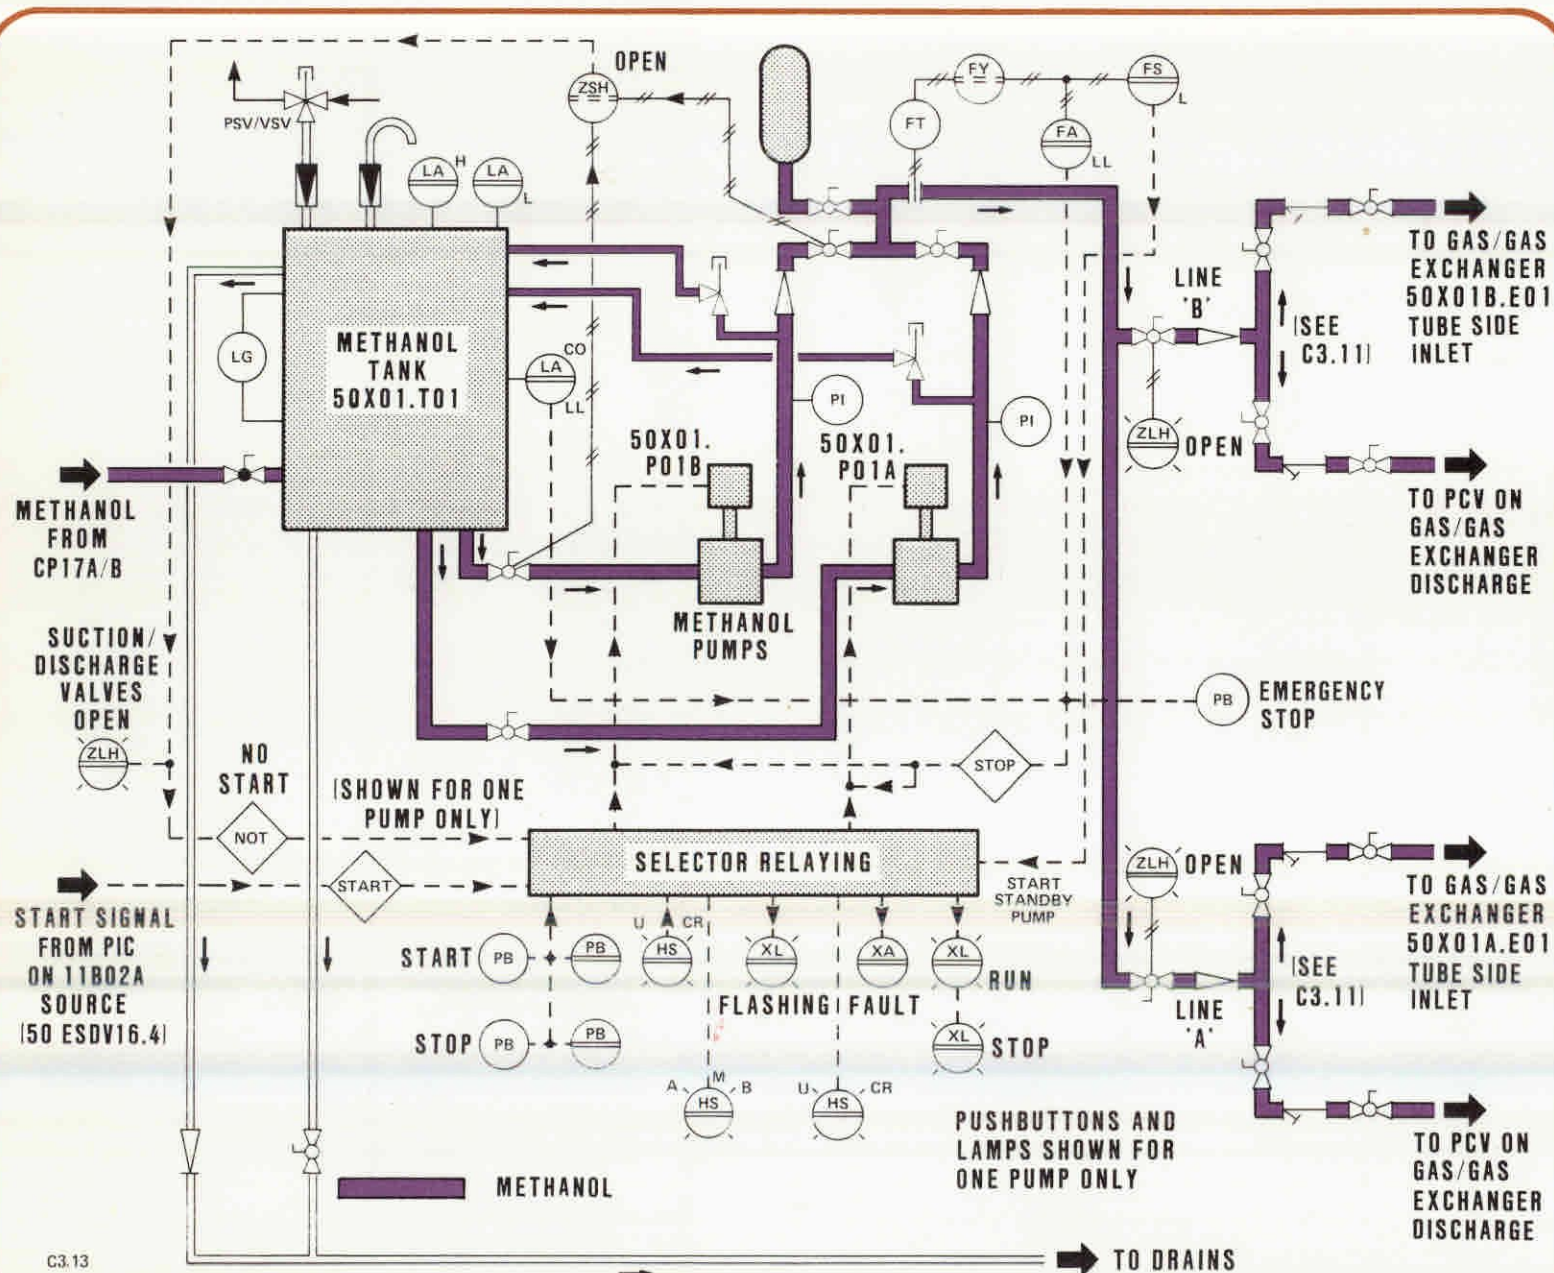 OPEN
ZSH
PSV/VSV
LA
H
LA
L
FY
FS
L
FT
FA
LL
TO GAS/GAS
EXCHANGER
50X01B.E01
TUBE SIDE
INLET
LINE
'B'
(SEE
C3.11)
METHANOL
TANK
50X01.T01
LG
CO
LA
LL
PI
PI
ZLH
OPEN
50X01.
P01B
50X01.
P01A
METHANOL
FROM
CP17A/B
TO PCV ON
GAS/GAS
EXCHANGER
DISCHARGE
METHANOL
PUMPS
SUCTION/
DISCHARGE
VALVES
OPEN
ZLH
PB
EMERGENCY
STOP
NO
START
NOT
STOP
(SHOWN FOR ONE
PUMP ONLY)
SELECTOR RELAYING
START
START
STANDBY
PUMP
ZLH
OPEN
START SIGNAL
FROM PIC
ON 11B02A
SOURCE
(50 ESDV16.4)
TO GAS/GAS
EXCHANGER
50X01A.E01
TUBE SIDE
INLET
START
PB
PB
U
CR
HS
XL
FLASHING
XA
FAULT
XL
RUN
LINE
'A'
(SEE
C3.11)
STOP
PB
PB
XL
STOP
A
M
B
HS
U
CR
HS
PUSHBUTTONS AND
LAMPS SHOWN FOR
ONE PUMP ONLY
TO PCV ON
GAS/GAS
EXCHANGER
DISCHARGE
METHANOL
TO DRAINS
C3.13